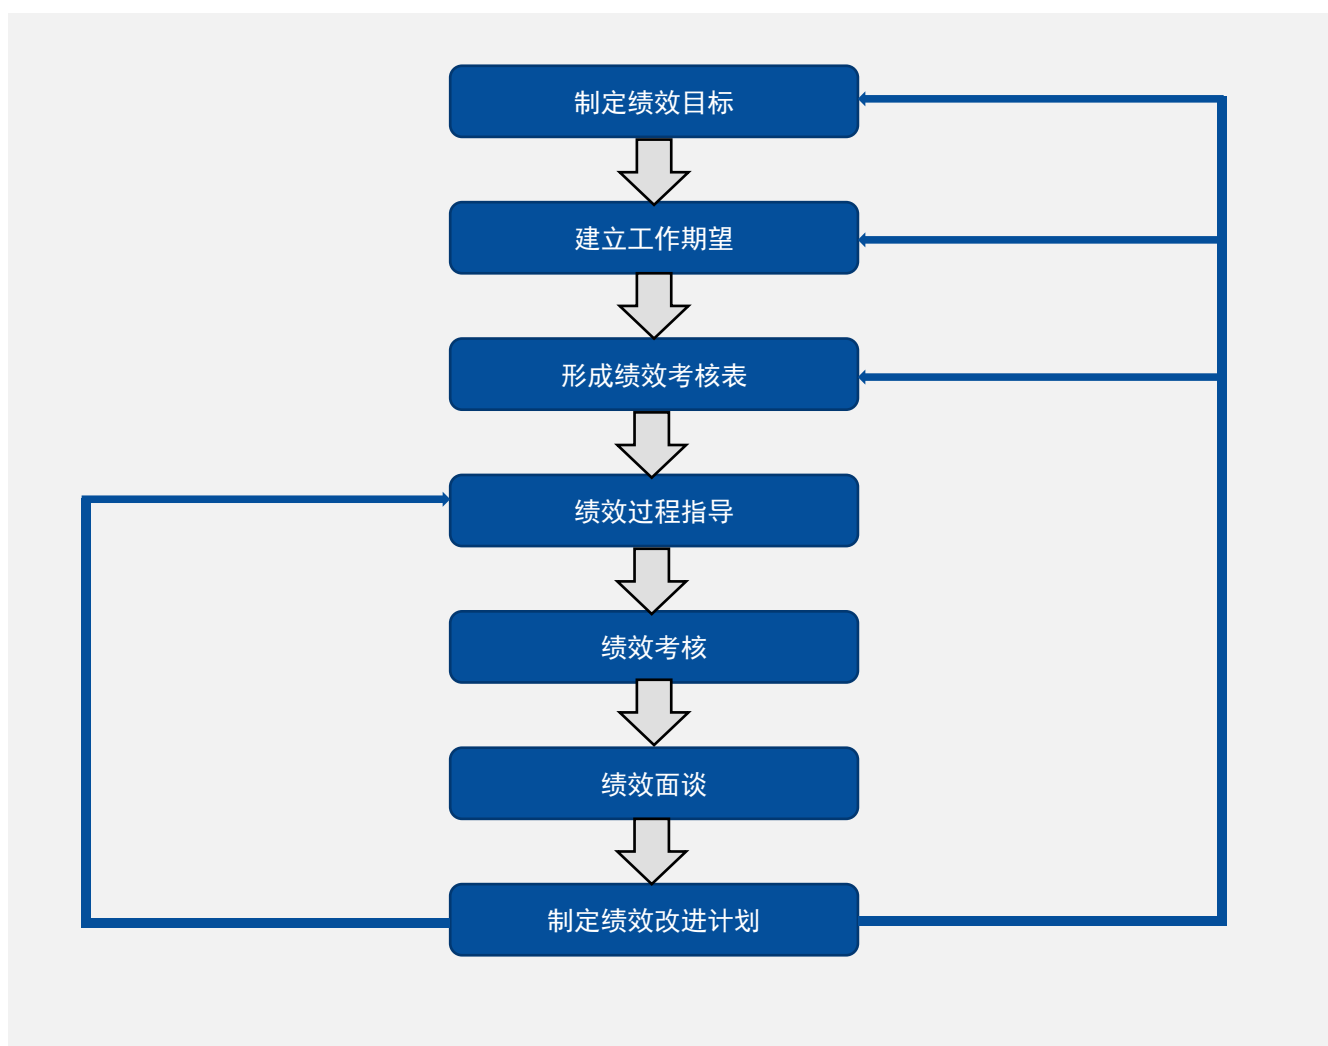 制定绩效目标
建立工作期望
形成绩效考核表
绩效过程指导
绩效考核
绩效面谈
制定绩效改进计划